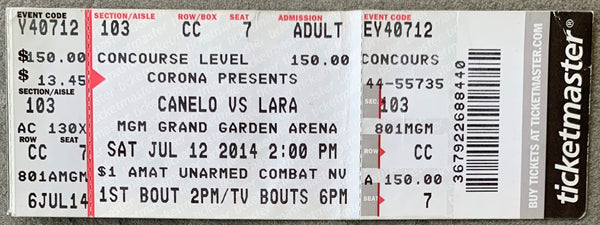 EVENT CODE
Y40712
$ 150.00
$ 13.45
SECTION/AISLE
103
AC 130X
ROW SEAT
CC 7
801AMGM
6JUL14
SECTION/AISLE ROW/BOX SEAT ADMISSION
103 CC 7 ADULT
CONCOURSE LEVEL 150.00
CORONA PRESENTS
CANELO VS LARA
MGM GRAND GARDEN ARENA
SAT JUL 12 2014 2:00 PM
$1 AMAT UNARMED COMBAT NV
1ST BOUT 2PM/TV BOUTS 6PM
EVENT CODE
EY40712
CONCOURS
44-55735
SEC.
103
801MGM
ROW
CC
A 150.00
SEAT
7
367922688440
BUY TICKETS AT TICKETMASTER.COM
ticketmaster®